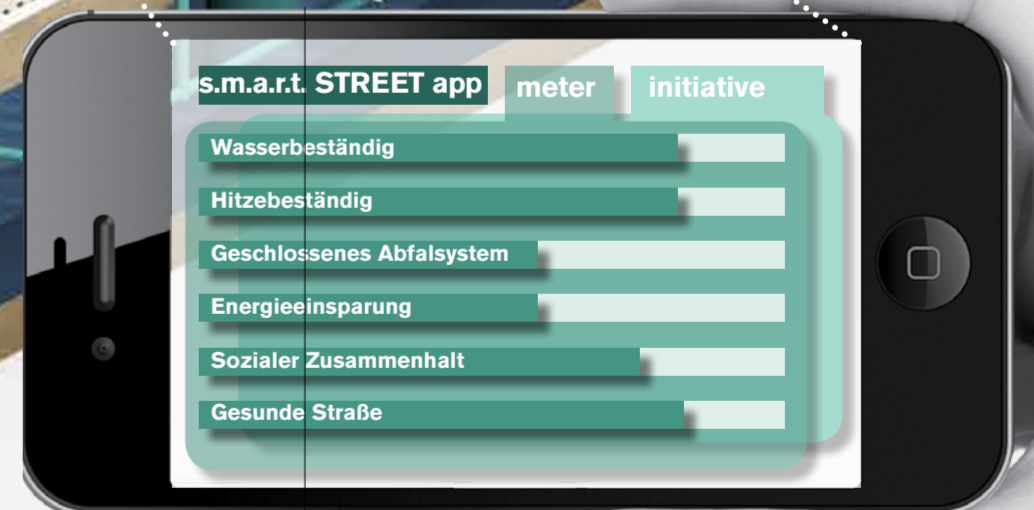 s.m.a.r.t. STREET app
meter
initiative
Wasserbeständig
Hitzebeständig
Geschlossenes Abfalsystem
Energieeinsparung
Sozialer Zusammenhalt
Gesunde Straße